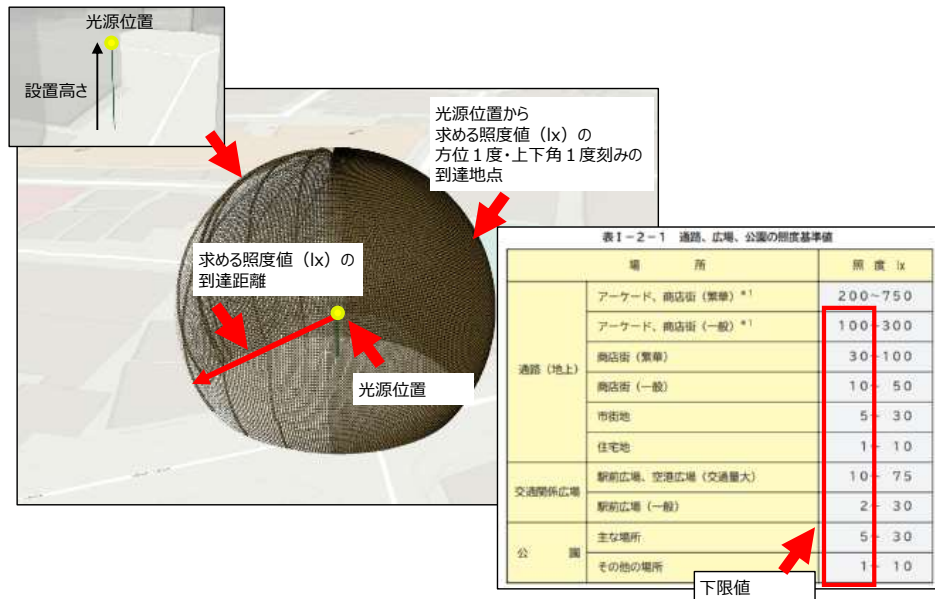 光源位置
設置高さ
光源位置から
求める照度値（lx）の
方位１度・上下角１度刻みの
到達地点
求める照度値（lx）の
到達距離
光源位置
表Ⅰ－２－１　通路、広場、公園の照度基準値
場　所　照　度　lx
通路（地上）
アーケード、商店街（繁華）*1　200~750
アーケード、商店街（一般）*1　100~300
商店街（繁華）　30~100
商店街（一般）　10~50
市街地　5~30
住宅地　1~10
交通関係広場
駅前広場、空港広場（交通量大）　10~75
駅前広場（一般）　2~30
公　園
主な場所　5~30
その他の場所　1~10
下限値